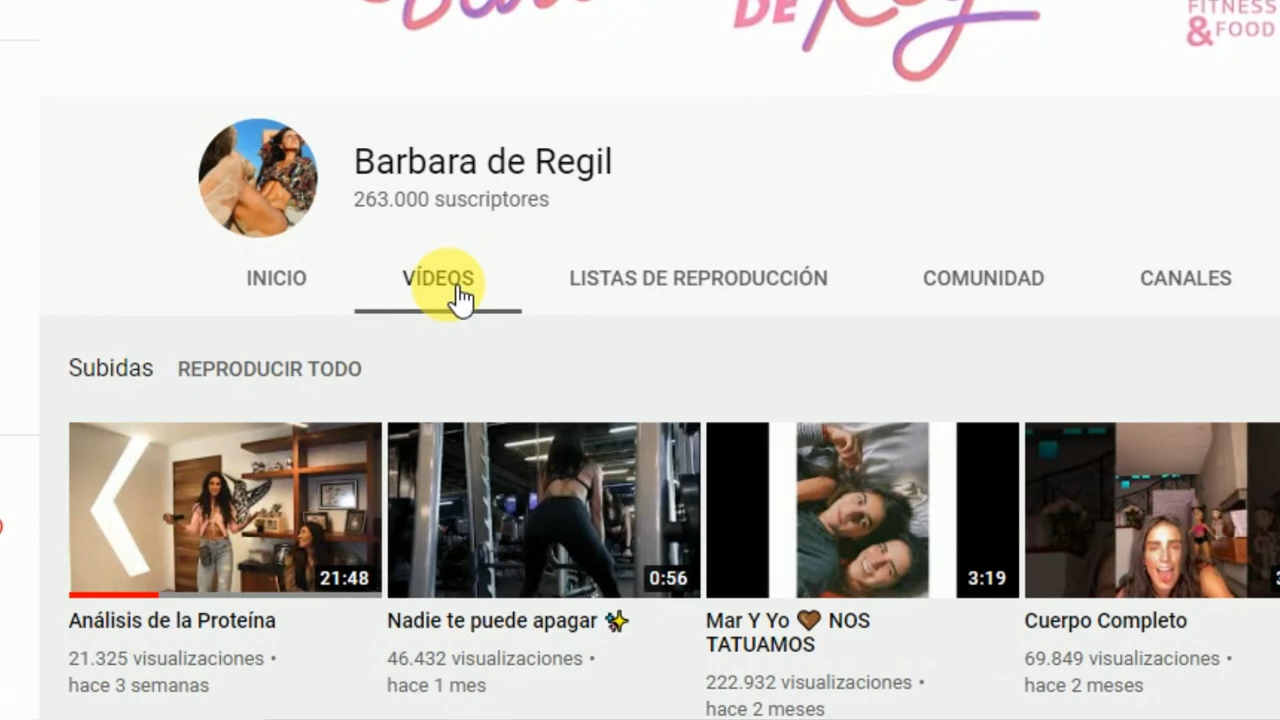 DE
FITNESS
& FOOD
Barbara de Regil
263.000 suscriptores
INICIO
VÍDEOS
LISTAS DE REPRODUCCIÓN
COMUNIDAD
CANALES
Subidas
REPRODUCIR TODO
21:48
0:56
3:19
Análisis de la Proteína
Nadie te puede apagar ✨
Mar Y Yo 🤎 NOS
TATUAMOS
Cuerpo Completo
21.325 visualizaciones •
hace 3 semanas
46.432 visualizaciones •
hace 1 mes
222.932 visualizaciones •
hace 2 meses
69.849 visualizaciones •
hace 2 meses